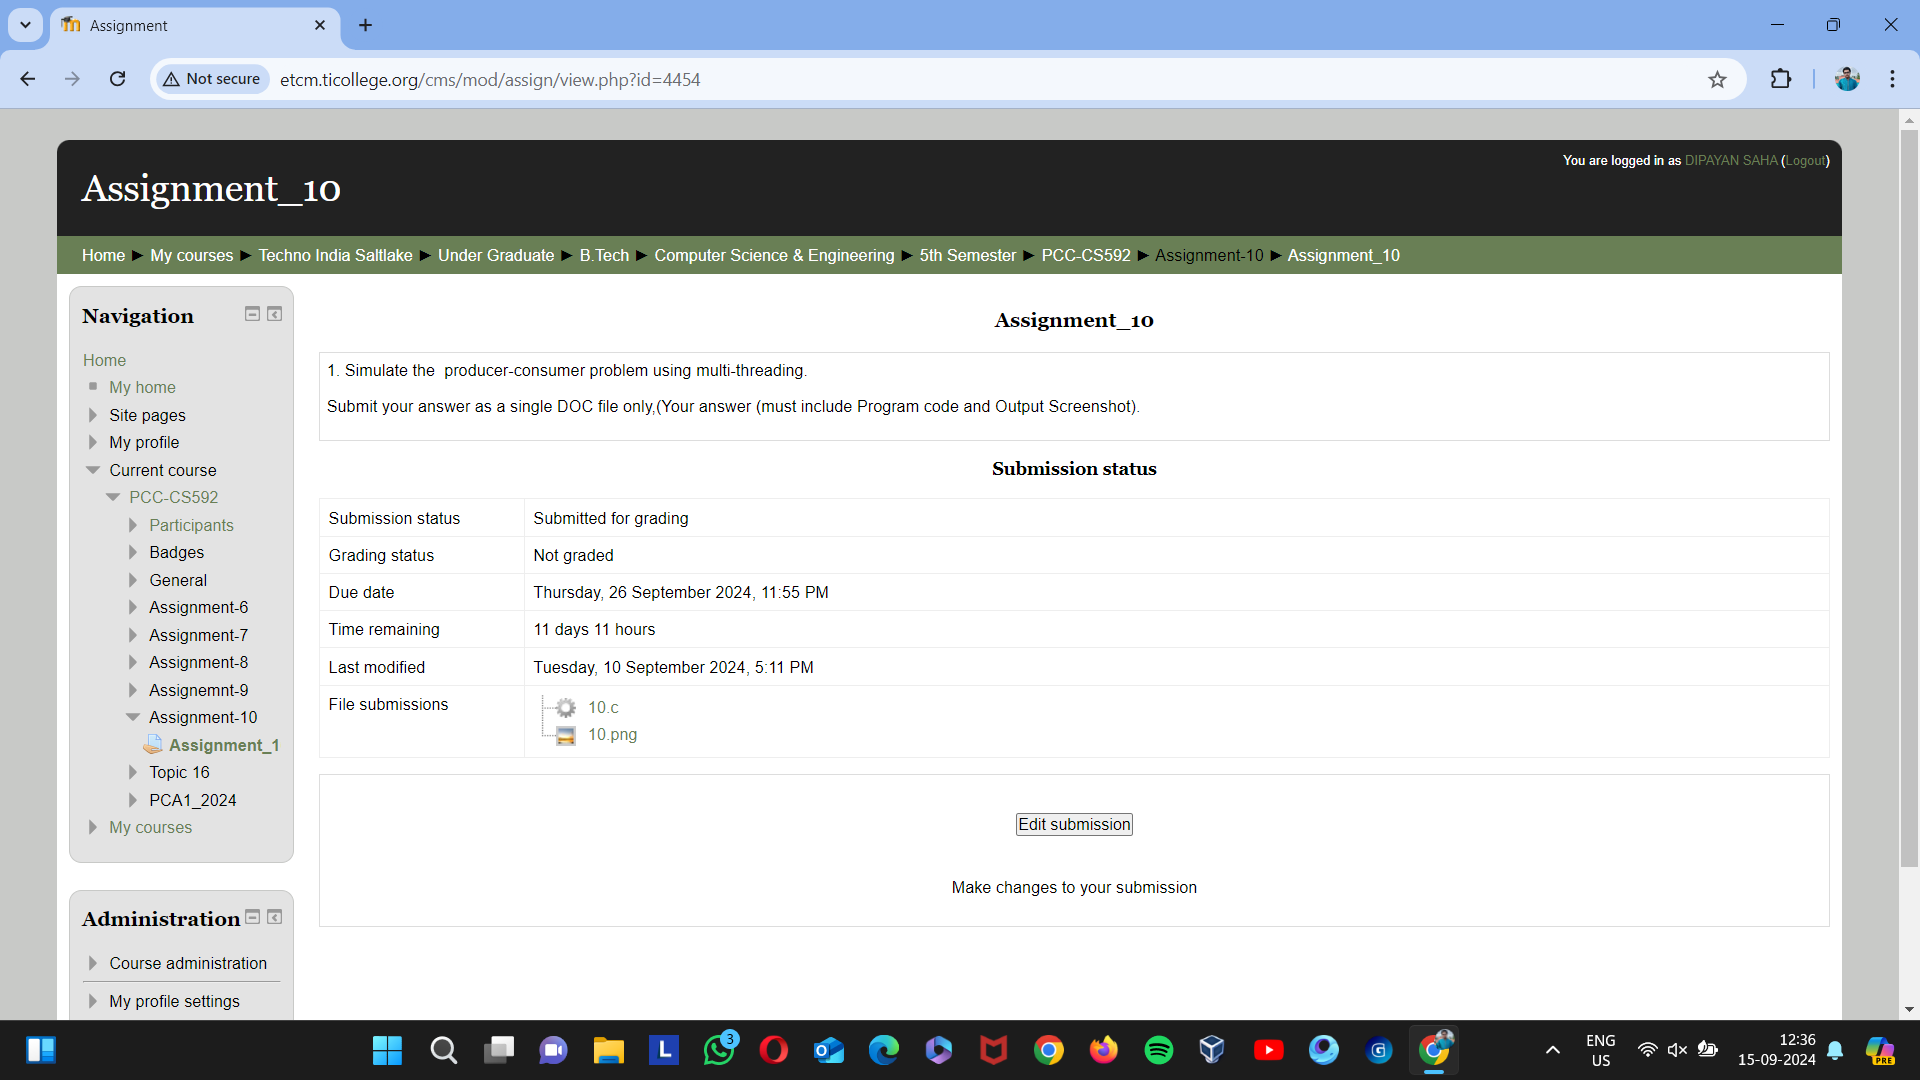 Assignment
Not secure
etcm.ticollege.org/cms/mod/assign/view.php?id=4454
You are logged in as DIPAYAN SAHA (Logout)
Assignment_10
Home ► My courses ► Techno India Saltlake ► Under Graduate ► B.Tech ► Computer Science & Engineering ► 5th Semester ► PCC-CS592 ► Assignment-10 ► Assignment_10
Navigation
Home
My home
Site pages
My profile
Current course
PCC-CS592
Participants
Badges
General
Assignment-6
Assignment-7
Assignment-8
Assignemnt-9
Assignment-10
Assignment_1
Topic 16
PCA1_2024
My courses
Administration
Course administration
My profile settings
Assignment_10
1. Simulate the  producer-consumer problem using multi-threading.
Submit your answer as a single DOC file only,(Your answer (must include Program code and Output Screenshot).
Submission status
Submission status Submitted for grading
Grading status Not graded
Due date Thursday, 26 September 2024, 11:55 PM
Time remaining 11 days 11 hours
Last modified Tuesday, 10 September 2024, 5:11 PM
File submissions 10.c
10.png
Edit submission
Make changes to your submission
L
3
G
ENG
US
12:36
15-09-2024
PRE